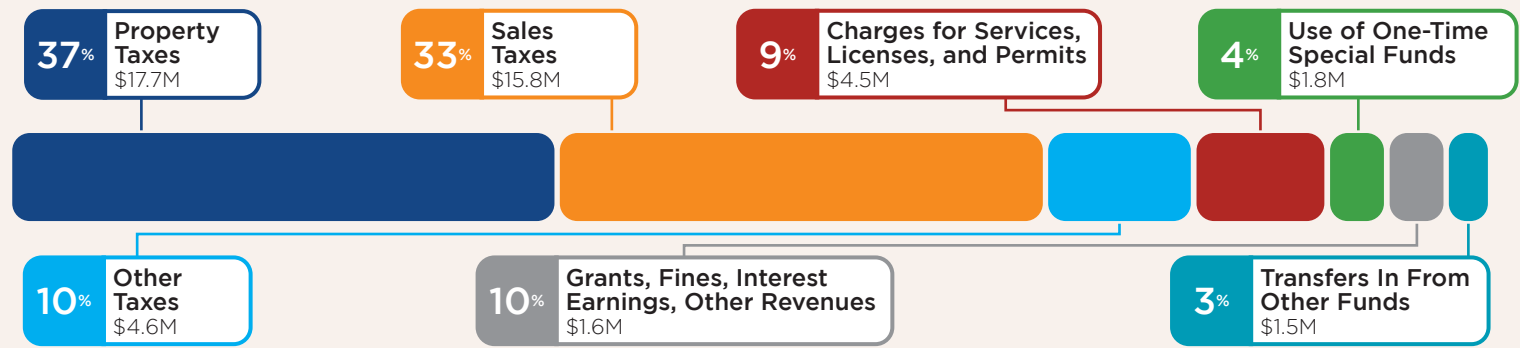 37%
Property
Taxes
$17.7M
33%
Sales
Taxes
$15.8M
9%
Charges for Services,
Licenses, and Permits
$4.5M
4%
Use of One-Time
Special Funds
$1.8M
10%
Other
Taxes
$4.6M
10%
Grants, Fines, Interest
Earnings, Other Revenues
$1.6M
3%
Transfers In From
Other Funds
$1.5M